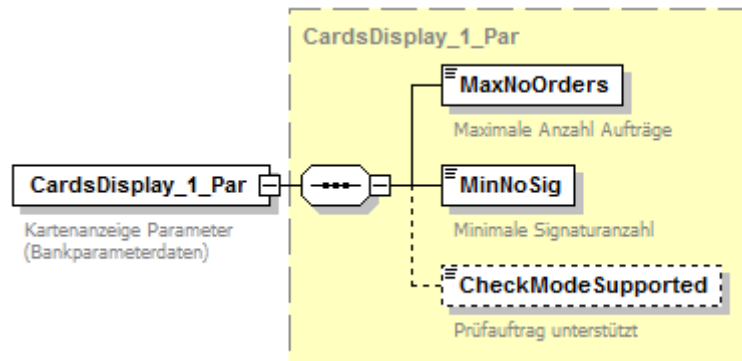 CardsDisplay_1_Par
MaxNoOrders
Maximale Anzahl Aufträge
CardsDisplay_1_Par
Kartenanzeige Parameter
(Bankparameterdaten)
MinNoSig
Minimale Signaturanzahl
CheckModeSupported
Prüfauftrag unterstützt